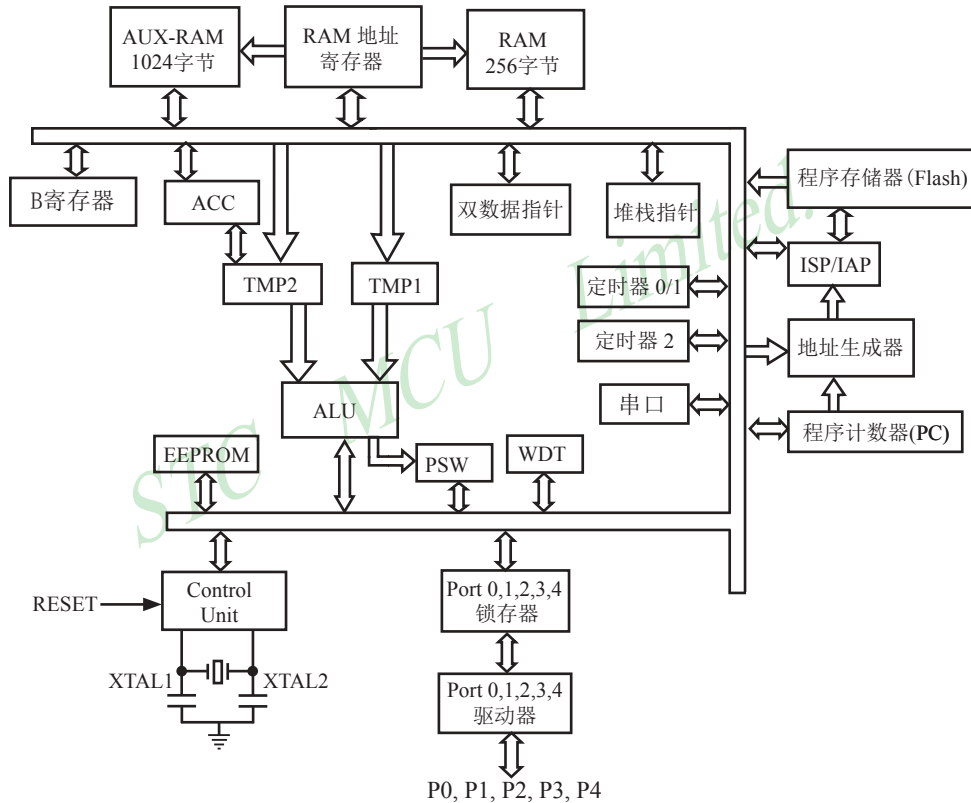 AUX-RAM
1024字节
RAM 地址
寄存器
RAM
256字节
B寄存器
ACC
双数据指针
堆栈指针
程序存储器(Flash)
TMP2
TMP1
ISP/IAP
定时器 0/1
定时器 2
地址生成器
ALU
串口
程序计数器(PC)
EEPROM
PSW
WDT
STC MCU Limited.
RESET
Control
Unit
Port 0,1,2,3,4
锁存器
XTAL1
XTAL2
Port 0,1,2,3,4
驱动器
P0, P1, P2, P3, P4